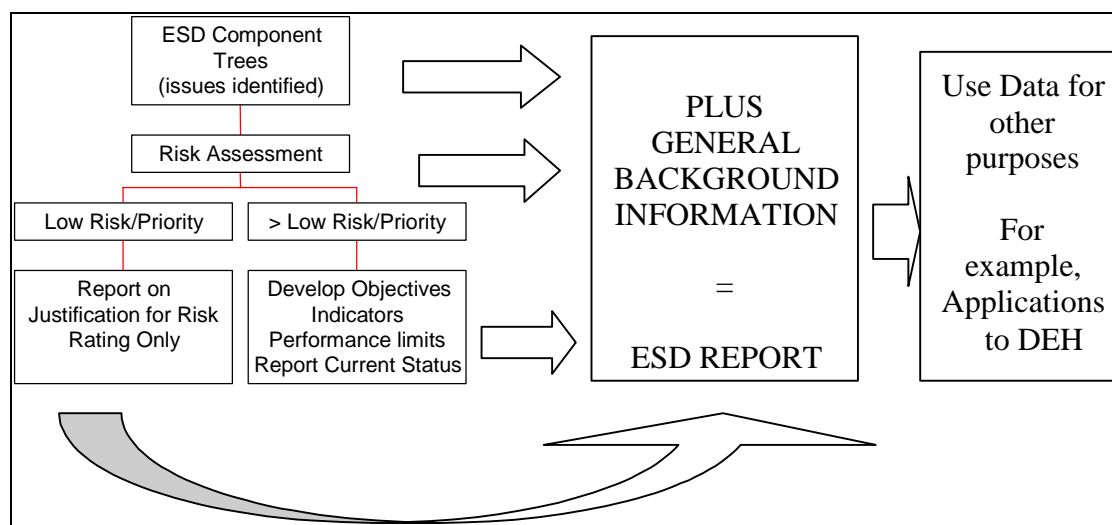 ESD Component
Trees
(issues identified)
Risk Assessment
Low Risk/Priority
> Low Risk/Priority
Report on
Justification for Risk
Rating Only
Develop Objectives
Indicators
Performance limits
Report Current Status
PLUS
GENERAL
BACKGROUND
INFORMATION
=
ESD REPORT
Use Data for
other
purposes
For
example,
Applications
to DEH